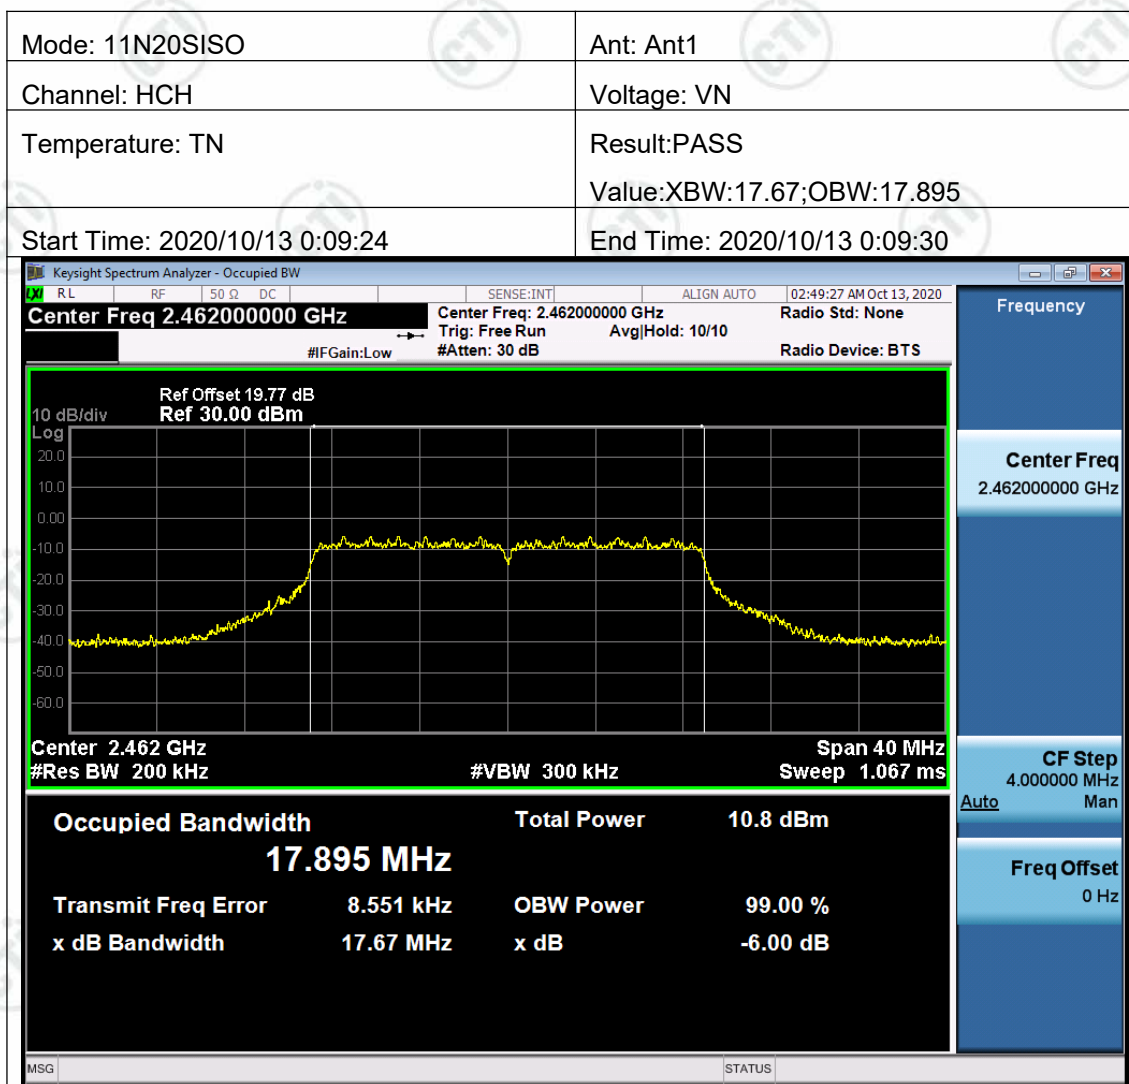 Mode: 11N20SISO
Ant: Ant1
Channel: HCH
Voltage: VN
Temperature: TN
Result:PASS
Value:XBW:17.67;OBW:17.895
Start Time: 2020/10/13 0:09:24
End Time: 2020/10/13 0:09:30
Keysight Spectrum Analyzer - Occupied BW
LXI RL RF 50 Ω DC SENSE:INT ALIGN AUTO 02:49:27 AM Oct 13, 2020
Center Freq 2.462000000 GHz
Center Freq: 2.462000000 GHz
Radio Std: None
Trig: Free Run Avg|Hold: 10/10
#IFGain:Low #Atten: 30 dB
Radio Device: BTS
Frequency
Ref Offset 19.77 dB
10 dB/div Ref 30.00 dBm
Log
20.0
10.0
0.00
-10.0
-20.0
-30.0
-40.0
-50.0
-60.0
Center 2.462 GHz Span 40 MHz
#Res BW 200 kHz #VBW 300 kHz Sweep 1.067 ms
Center Freq
2.462000000 GHz
CF Step
4.000000 MHz
Auto Man
Freq Offset
0 Hz
Occupied Bandwidth Total Power 10.8 dBm
17.895 MHz
Transmit Freq Error 8.551 kHz OBW Power 99.00 %
x dB Bandwidth 17.67 MHz x dB -6.00 dB
MSG STATUS
CTI
CTI
CTI
CTI
CTI
CTI
CTI